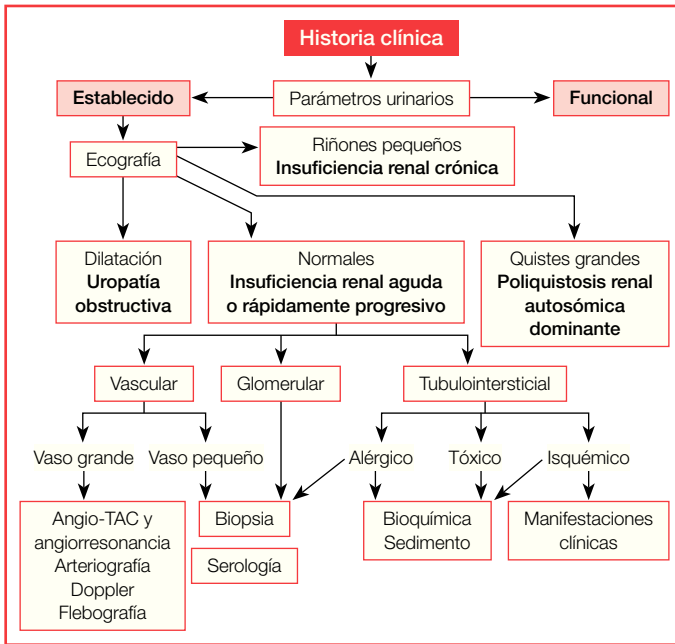 Historia clínica
Establecido
Parámetros urinarios
Funcional
Ecografía
Riñones pequeños
Insuficiencia renal crónica
Dilatación
Uropatía
obstructiva
Normales
Insuficiencia renal aguda
o rápidamente progresivo
Quistes grandes
Poliquistosis renal
autosómica
dominante
Vascular
Glomerular
Tubulointersticial
Vaso grande
Vaso pequeño
Alérgico
Tóxico
Isquémico
Angio-TAC y
angiorresonancia
Arteriografía
Doppler
Flebografía
Biopsia
Serología
Bioquímica
Sedimento
Manifestaciones
clínicas